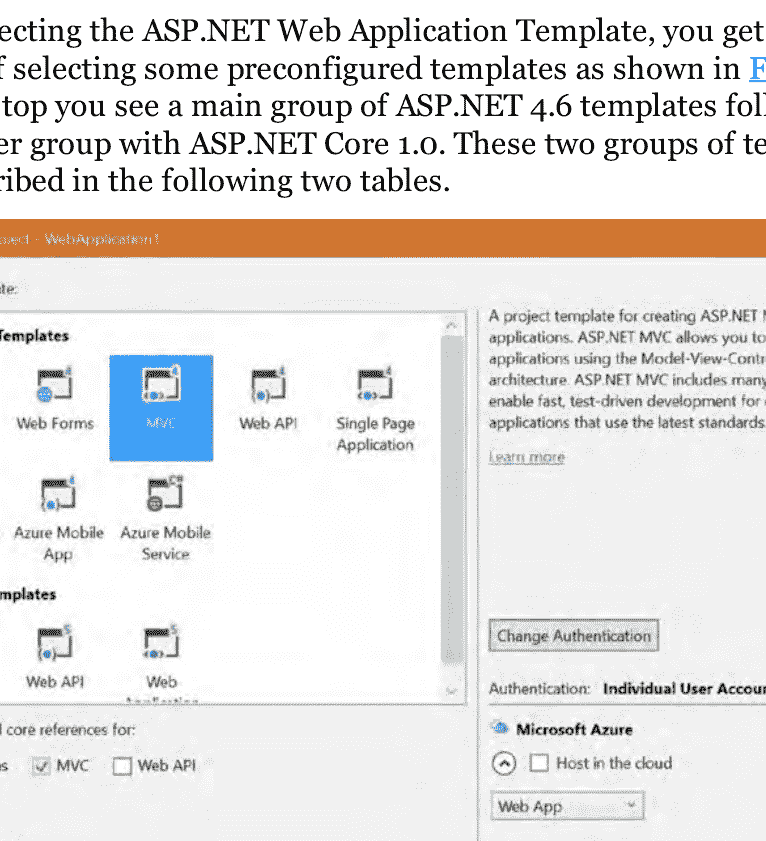 ecting the ASP.NET Web Application Template, you get
f selecting some preconfigured templates as shown in F
top you see a main group of ASP.NET 4.6 templates foll
er group with ASP.NET Core 1.0. These two groups of te
ribed in the following two tables.
oject - WebApplication1
te:
Templates
Web Forms
MVC
Web API
Single Page
Application
Azure Mobile
App
Azure Mobile
Service
mplates
Web API
Web
l core references for:
s MVC Web API
A project template for creating ASP.NET M
applications. ASP.NET MVC allows you to
applications using the Model-View-Contr
architecture. ASP.NET MVC includes many
enable fast, test-driven development for
applications that use the latest standards
Learn more
Change Authentication
Authentication: Individual User Accour
Microsoft Azure
Host in the cloud
Web App